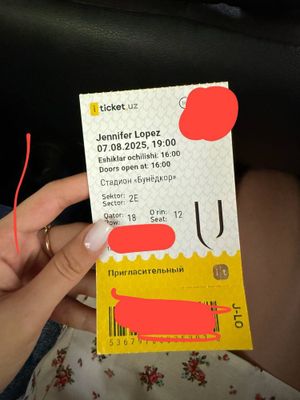 iticket.uz
Jennifer Lopez
07.08.2025, 19:00
Eshiklar ochilishi: 16:00
Doors open at: 16:00
Стадион «Бунёдкор»
Sektor:
Sector: 2E
Qator: O'rin:
Row: 18 Seat: 12
Пригласительный
it
J-LO